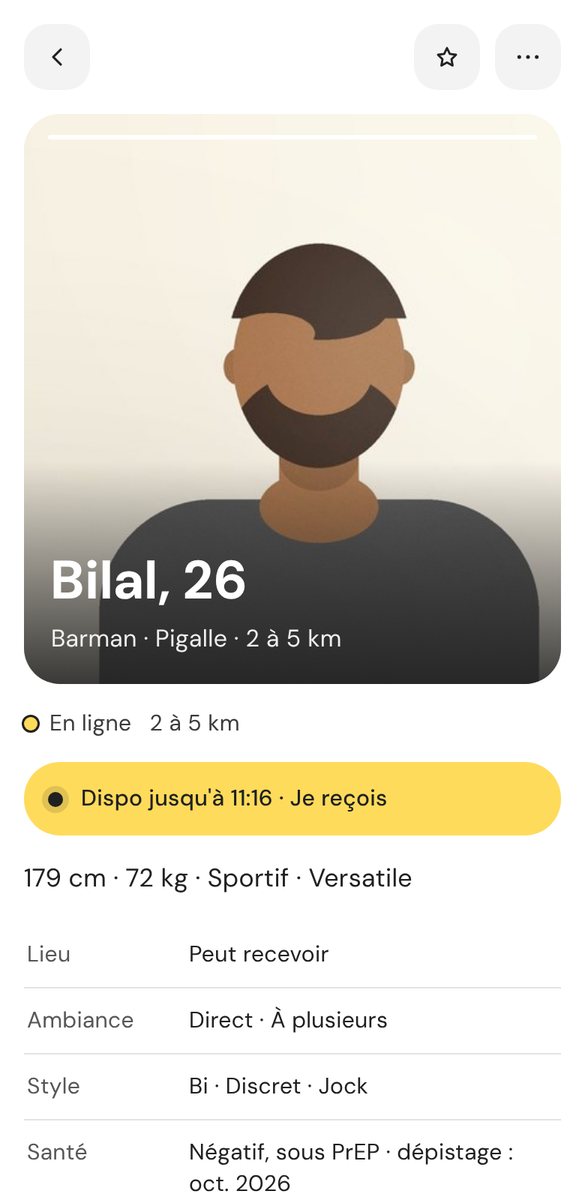 Bilal, 26
Barman · Pigalle · 2 à 5 km
En ligne 2 à 5 km
Dispo jusqu'à 11:16 · Je reçois
179 cm · 72 kg · Sportif · Versatile
Lieu Peut recevoir
Ambiance Direct · À plusieurs
Style Bi · Discret · Jock
Santé Négatif, sous PrEP · dépistage :
oct. 2026